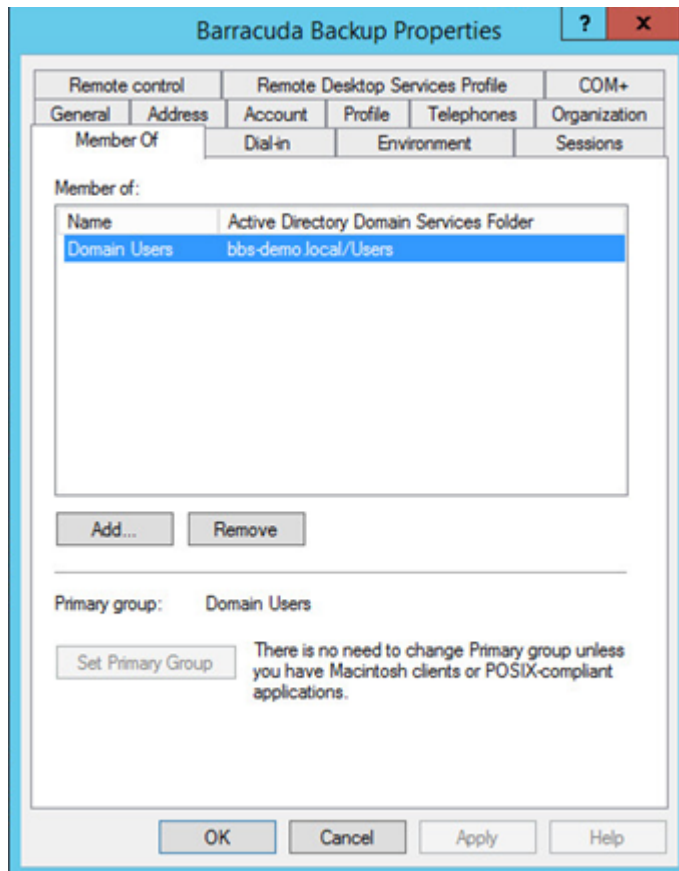 Barracuda Backup Properties ? x
Remote control Remote Desktop Services Profile COM+
General Address Account Profile Telephones Organization
Member Of Dial-in Environment Sessions
Member of:
Name Active Directory Domain Services Folder
Domain Users bbs-demo.local/Users
Add... Remove
Primary group: Domain Users
Set Primary Group
There is no need to change Primary group unless
you have Macintosh clients or POSIX-compliant
applications.
OK Cancel Apply Help